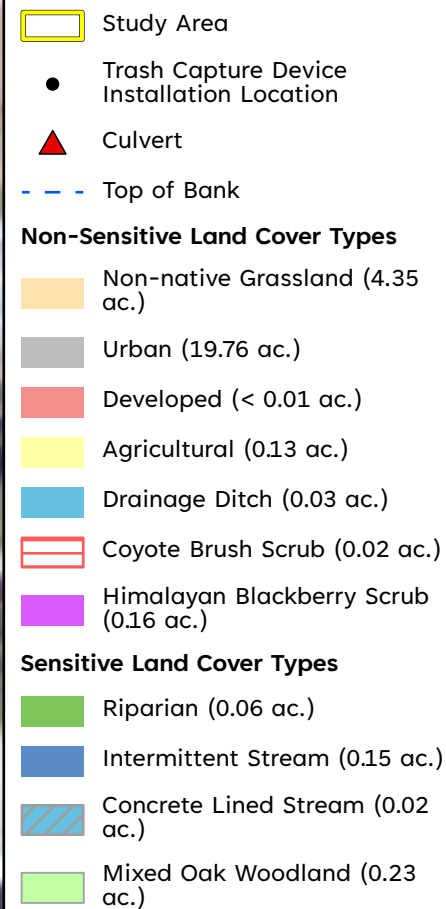 Study Area
Trash Capture Device
Installation Location
Culvert
Top of Bank
Non-Sensitive Land Cover Types
Non-native Grassland (4.35
ac.)
Urban (19.76 ac.)
Developed (< 0.01 ac.)
Agricultural (0.13 ac.)
Drainage Ditch (0.03 ac.)
Coyote Brush Scrub (0.02 ac.)
Himalayan Blackberry Scrub
(0.16 ac.)
Sensitive Land Cover Types
Riparian (0.06 ac.)
Intermittent Stream (0.15 ac.)
Concrete Lined Stream (0.02
ac.)
Mixed Oak Woodland (0.23
ac.)